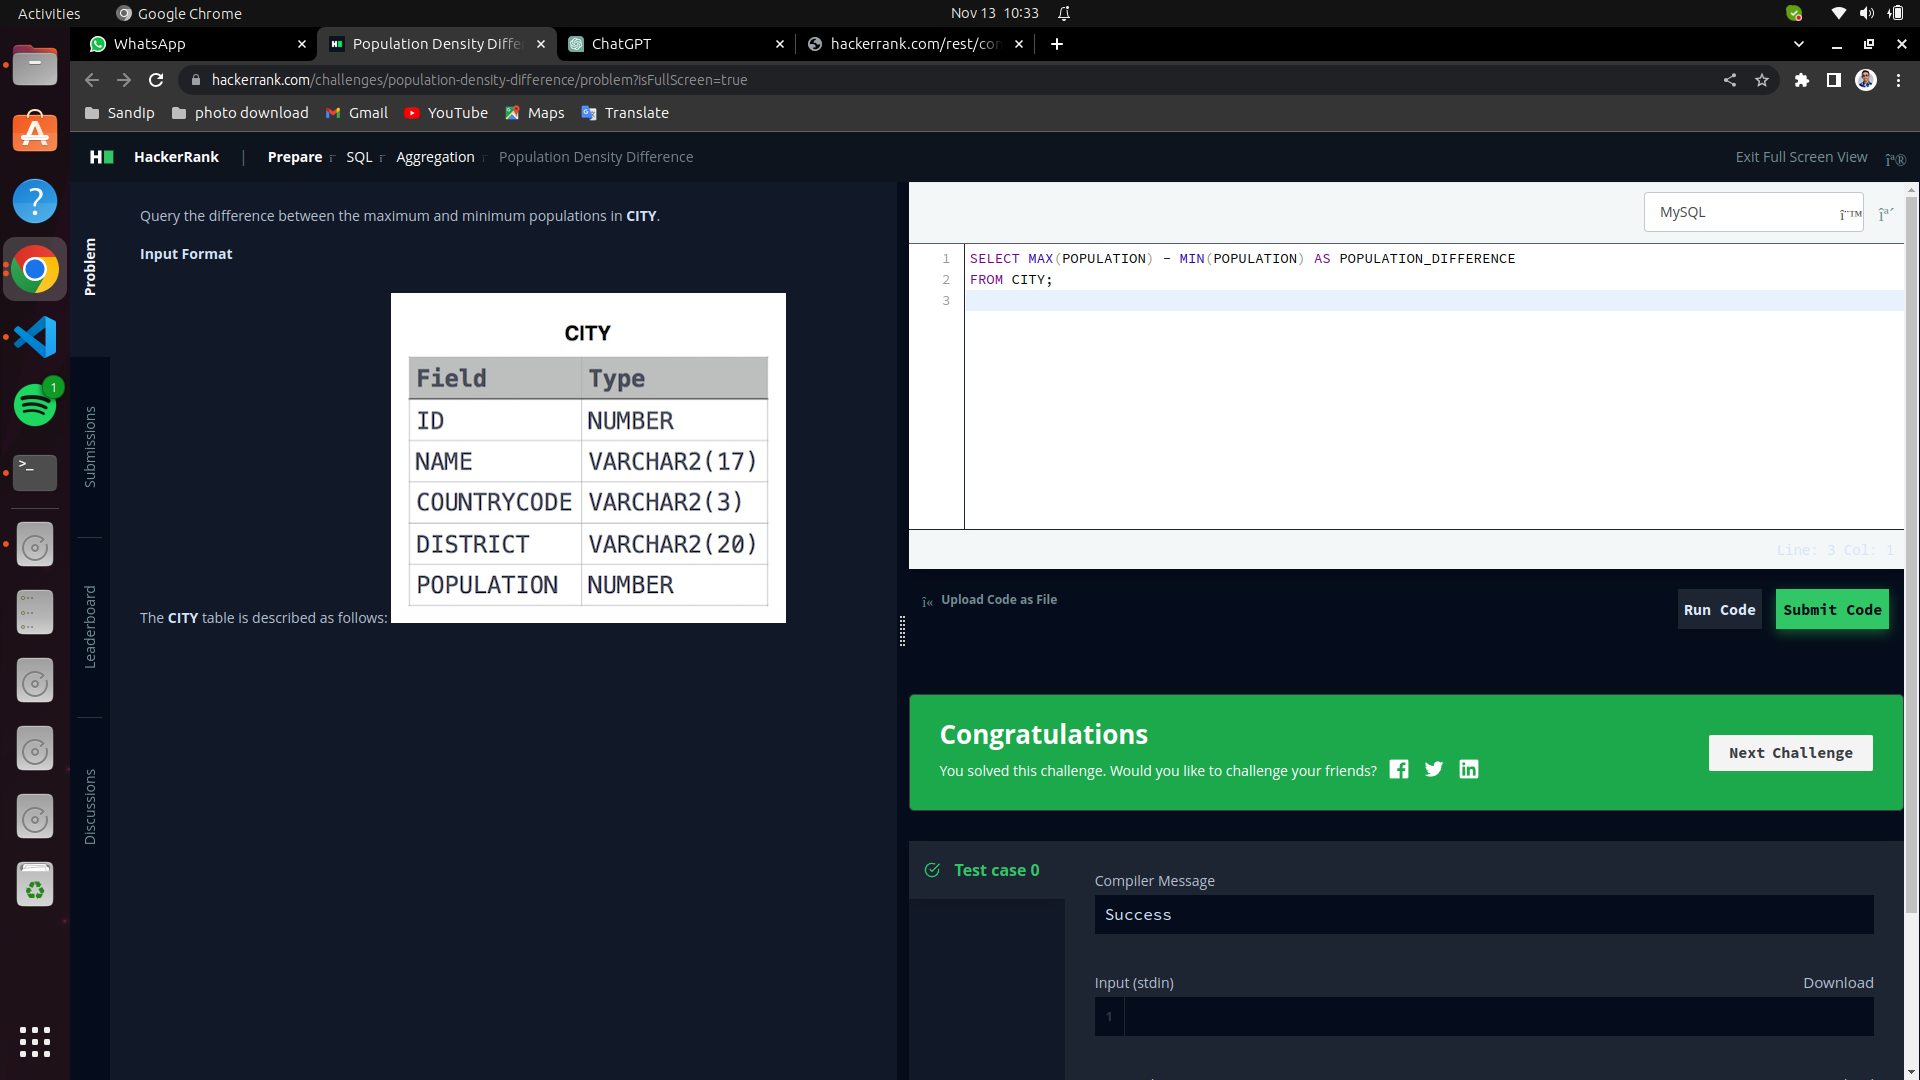 Activities
Google Chrome
Nov 13 10:33
WhatsApp
Population Density Diffe
ChatGPT
hackerrank.com/rest/con
hackerrank.com/challenges/population-density-difference/problem?isFullScreen=true
Sandip
photo download
Gmail
YouTube
Maps
Translate
HackerRank
Prepare
SQL
Aggregation
Population Density Difference
Exit Full Screen View
Problem
Submissions
Leaderboard
Discussions
Query the difference between the maximum and minimum populations in CITY.
Input Format
CITY
Field Type
ID NUMBER
NAME VARCHAR2(17)
COUNTRYCODE VARCHAR2(3)
DISTRICT VARCHAR2(20)
POPULATION NUMBER
The CITY table is described as follows:
MySQL
1 SELECT MAX(POPULATION) - MIN(POPULATION) AS POPULATION_DIFFERENCE
2 FROM CITY;
3
Line: 3 Col: 1
Upload Code as File
Run Code
Submit Code
Congratulations
You solved this challenge. Would you like to challenge your friends?
Next Challenge
Test case 0
Compiler Message
Success
Input (stdin)
Download
1